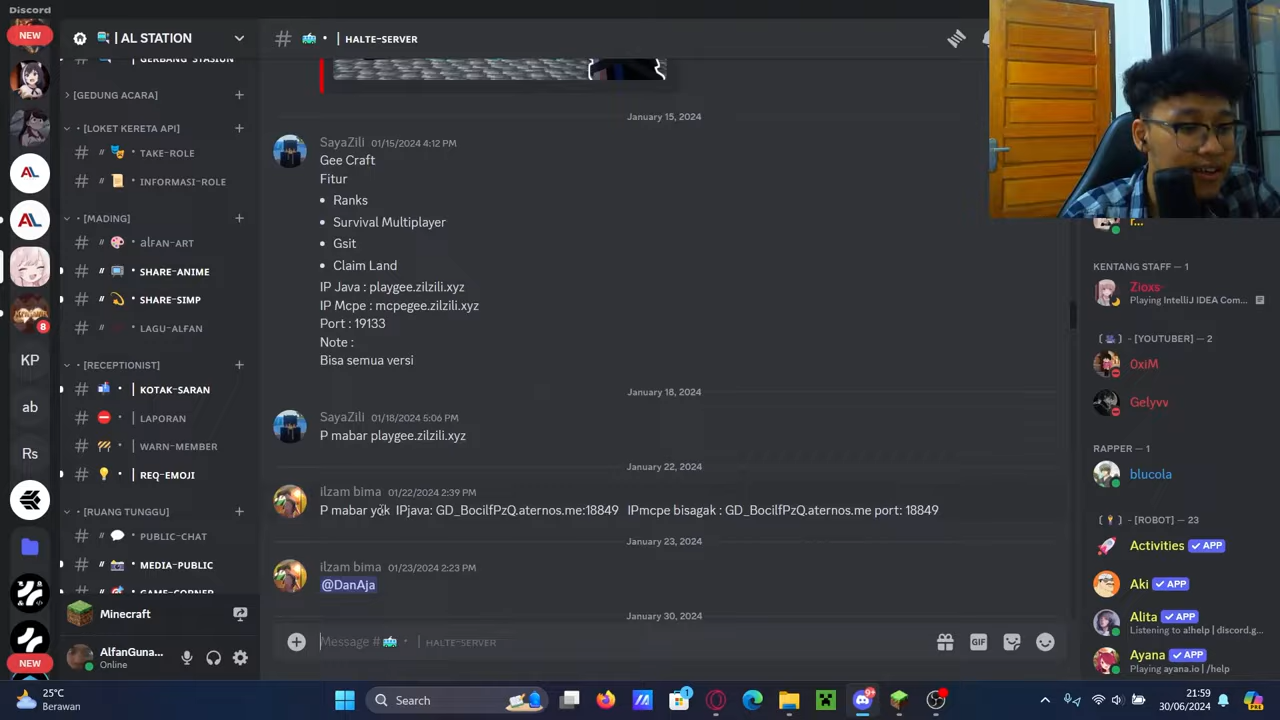 Discord
NEW
AL
AL
8
KP
ab
Rs
NEW
| AL STATION
GERBANG STASIUN
[GEDUNG ACARA]
[LOKET KERETA API]
TAKE-ROLE
INFORMASI-ROLE
[MADING]
alFAN-ART
SHARE-ANIME
SHARE-SIMP
LAGU-ALFAN
[RECEPTIONIST]
| KOTAK-SARAN
| LAPORAN
| WARN-MEMBER
| REQ-EMOJI
[RUANG TUNGGU]
PUBLIC-CHAT
MEDIA-PUBLIC
GAME-CORNER
Minecraft
AlfanGuna...
Online
# | HALTE-SERVER
January 15, 2024
SayaZili 01/15/2024 4:12 PM
Gee Craft
Fitur
• Ranks
• Survival Multiplayer
• Gsit
• Claim Land
IP Java : playgee.zilzili.xyz
IP Mcpe : mcpegee.zilzili.xyz
Port : 19133
Note :
Bisa semua versi
January 18, 2024
SayaZili 01/18/2024 5:06 PM
P mabar playgee.zilzili.xyz
January 22, 2024
ilzam bima 01/22/2024 2:39 PM
P mabar yok IPjava: GD_BocilfPzQ.aternos.me:18849 IPmcpe bisagak : GD_BocilfPzQ.aternos.me port: 18849
January 23, 2024
ilzam bima 01/23/2024 2:23 PM
@DanAja
January 30, 2024
Message # | HALTE-SERVER
GIF
r...
KENTANG STAFF — 1
Zioxs
Playing IntelliJ IDEA Com...
[YOUTUBER] — 2
0xiM
Gelyvv
RAPPER — 1
blucola
[ROBOT] — 23
Activities APP
Aki APP
Alita APP
Listening to a!help | discord.g...
Ayana APP
Playing ayana.io | /help
25°C
Berawan
Search
1
9+
21:59
30/06/2024